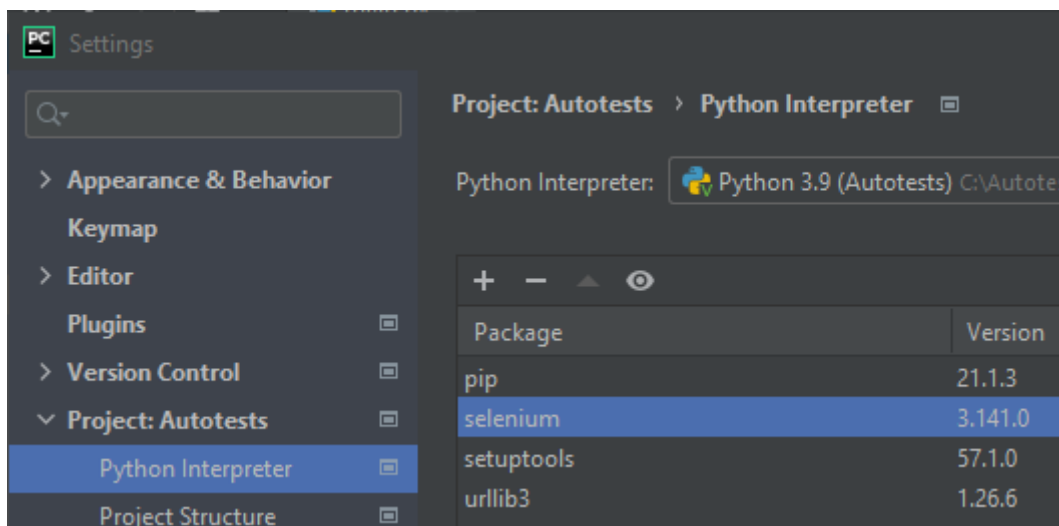 PC Settings
Project: Autotests › Python Interpreter
Python Interpreter: Python 3.9 (Autotests) C:\Autote
Appearance & Behavior
Keymap
Editor
Plugins
Version Control
Project: Autotests
Python Interpreter
Project Structure
Package Version
pip 21.1.3
selenium 3.141.0
setuptools 57.1.0
urllib3 1.26.6